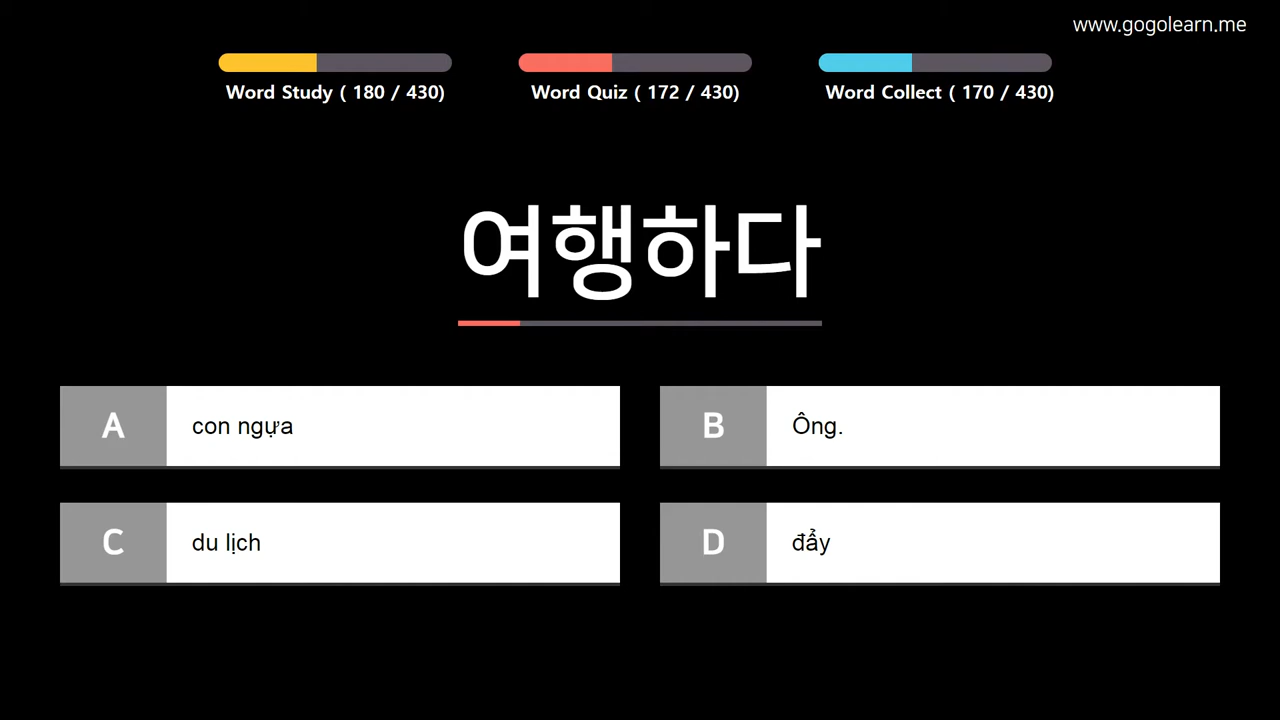 www.gogolearn.me
Word Study ( 180 / 430)
Word Quiz ( 172 / 430)
Word Collect ( 170 / 430)
여행하다
A
con ngựa
B
Ông.
C
du lịch
D
đẩy